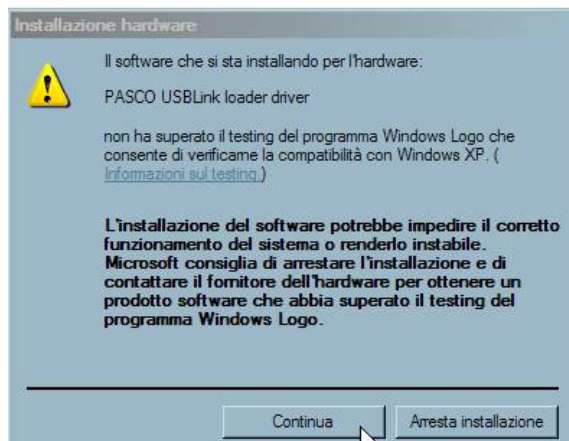 Installazione hardware
Il software che si sta installando per l'hardware:
PASCO USBLink loader driver
non ha superato il testing del programma Windows Logo che
consente di verificarne la compatibilità con Windows XP. (
Informazioni sul testing.)
L'installazione del software potrebbe impedire il corretto
funzionamento del sistema o renderlo instabile.
Microsoft consiglia di arrestare l'installazione e di
contattare il fornitore dell'hardware per ottenere un
prodotto software che abbia superato il testing del
programma Windows Logo.
Continua
Arresta installazione